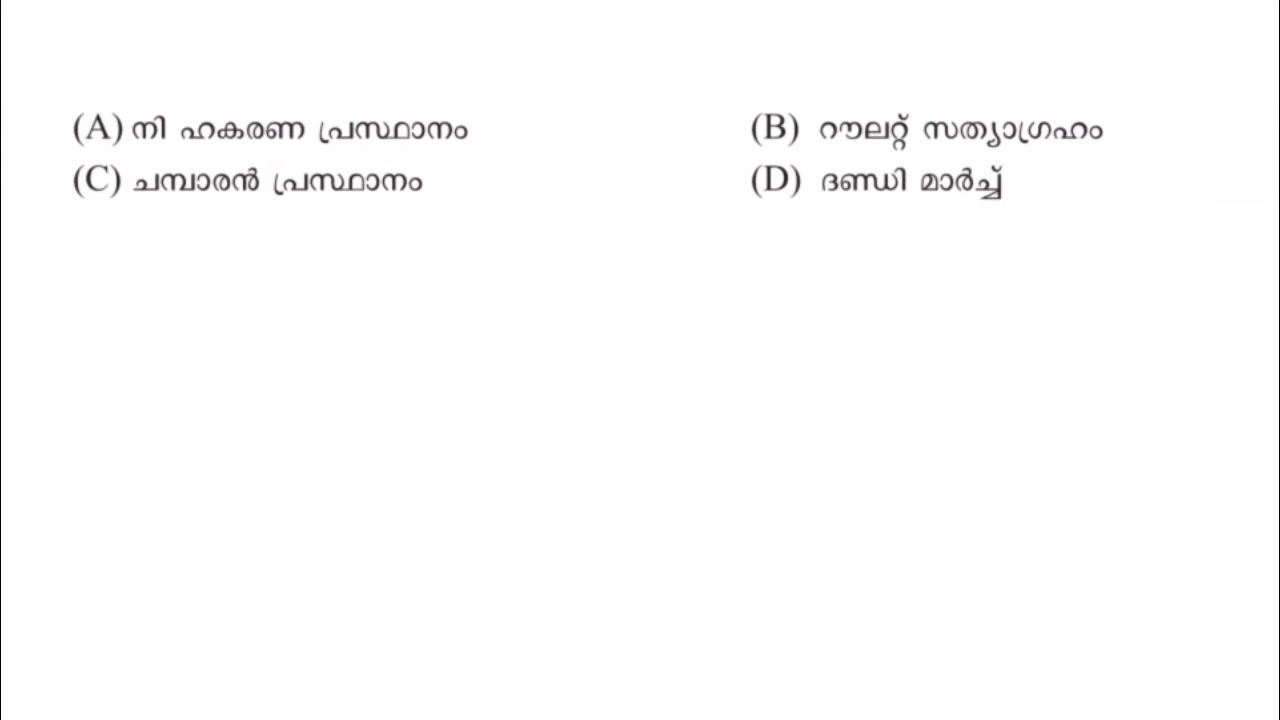 (A) നി ഹകരണ പ്രസ്ഥാനം (B) റൗലറ്റ് സത്യാഗ്രഹം
(C) ചമ്പാരൻ പ്രസ്ഥാനം (D) ദണ്ഡി മാർച്ച്